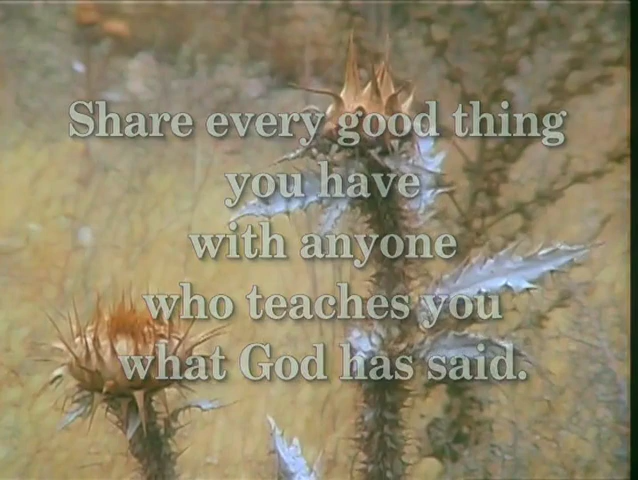 Share every good thing
you have
with anyone
who teaches you
what God has said.